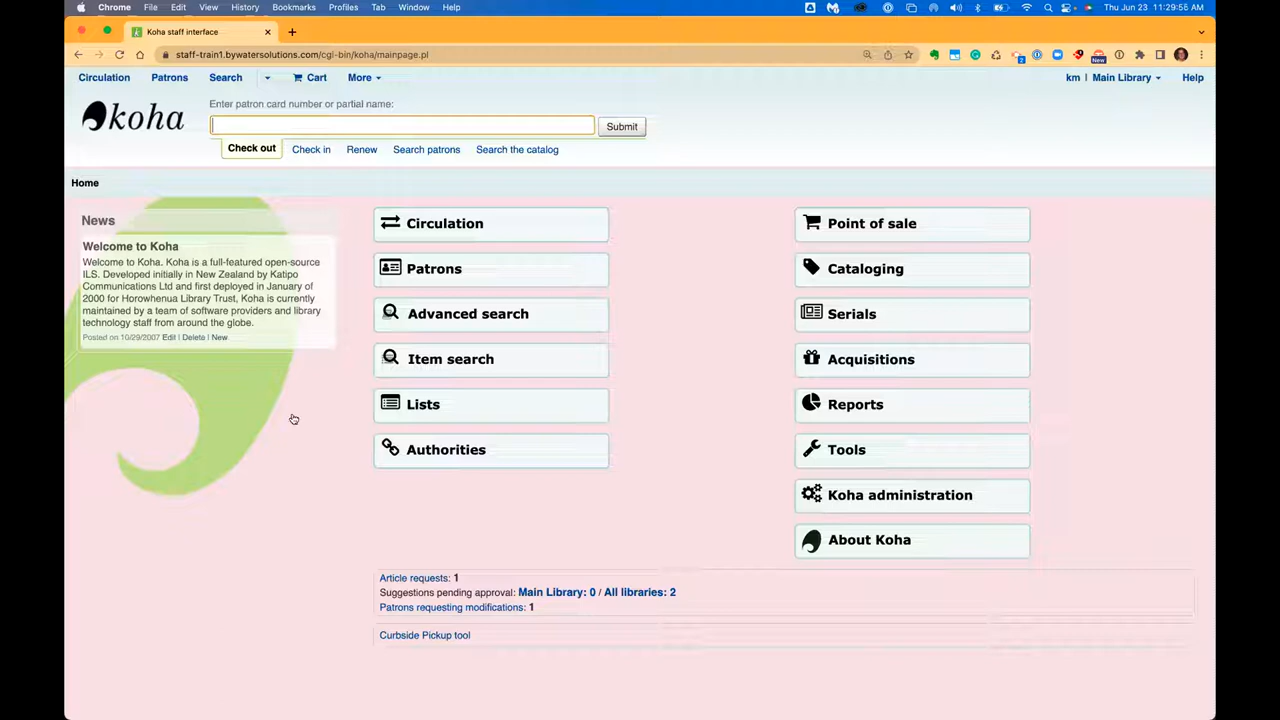 Chrome File Edit View History Bookmarks Profiles Tab Window Help Thu Jun 23 11:29:55 AM
Koha staff interface
staff-train1.bywatersolutions.com/cgi-bin/koha/mainpage.pl
New
Circulation Patrons Search Cart More km | Main Library Help
Enter patron card number or partial name:
koha
Submit
Check out Check in Renew Search patrons Search the catalog
Home
News
Welcome to Koha
Welcome to Koha. Koha is a full-featured open-source
ILS. Developed initially in New Zealand by Katipo
Communications Ltd and first deployed in January of
2000 for Horowhenua Library Trust, Koha is currently
maintained by a team of software providers and library
technology staff from around the globe.
Posted on 10/29/2007 Edit | Delete | New
Circulation
Patrons
Advanced search
Item search
Lists
Authorities
Point of sale
Cataloging
Serials
Acquisitions
Reports
Tools
Koha administration
About Koha
Article requests: 1
Suggestions pending approval: Main Library: 0 / All libraries: 2
Patrons requesting modifications: 1
Curbside Pickup tool